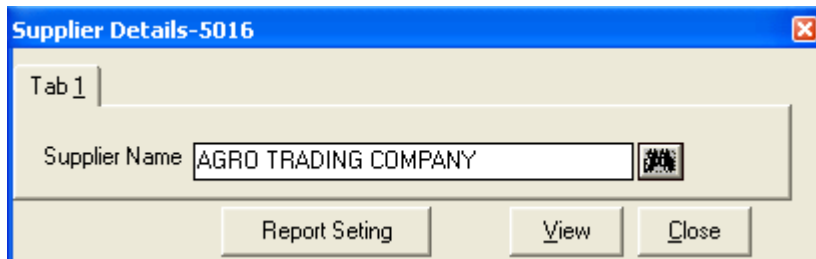 Supplier Details-5016
Tab 1
Supplier Name AGRO TRADING COMPANY
Report Seting View Close